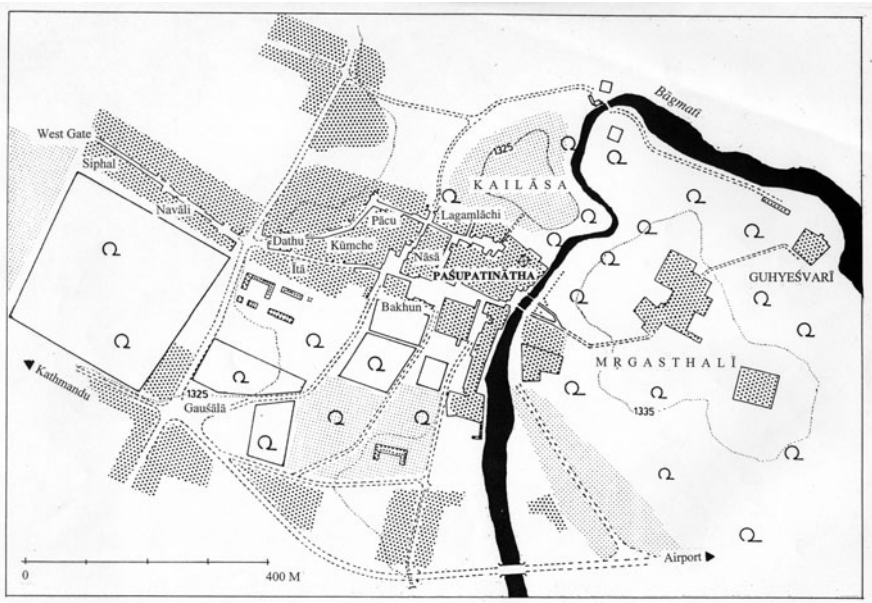 Bāgmatī
West Gate
Siphal
1325
KAILĀSA
Navāli
Pācu
Lagamlāchi
Dathu
Kūmche
Nāsā
Ītā
PAŚUPATINĀTHA
GUHYEŚVARĪ
Bakhun
MṚGASTHALĪ
Kathmandu
1325
Gauśālā
1335
Airport
0
400 M